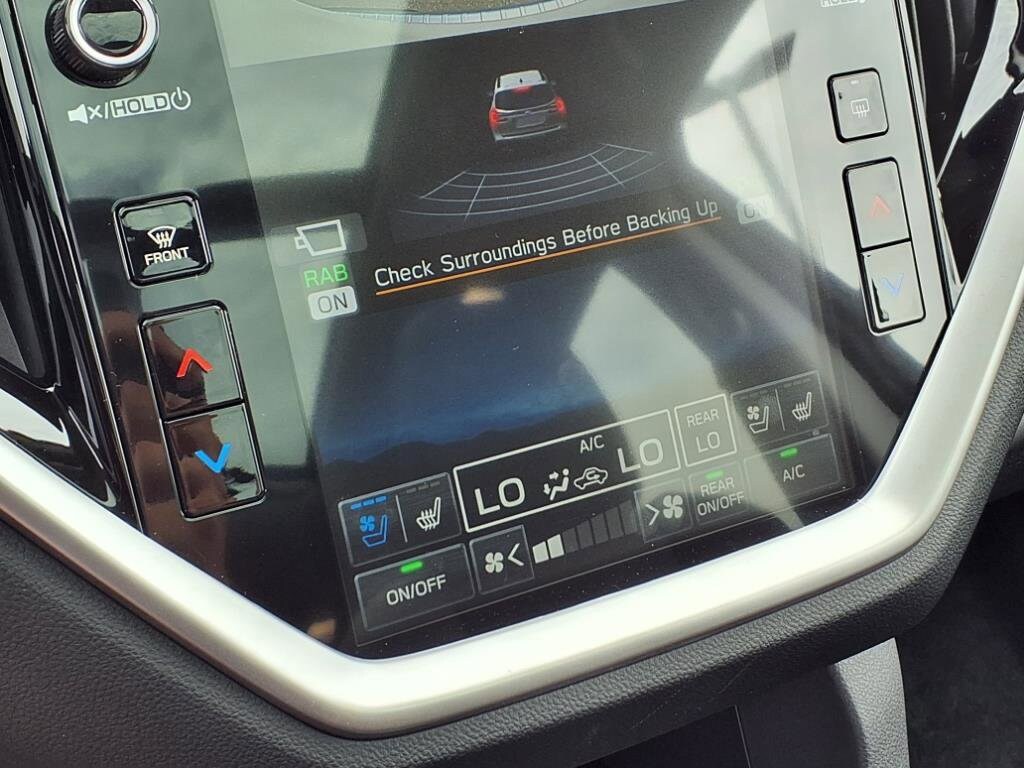 HOLD
FRONT
RAB
ON
Check Surroundings Before Backing Up
ON
A/C
LO
LO
REAR
LO
ON/OFF
REAR
ON/OFF
A/C